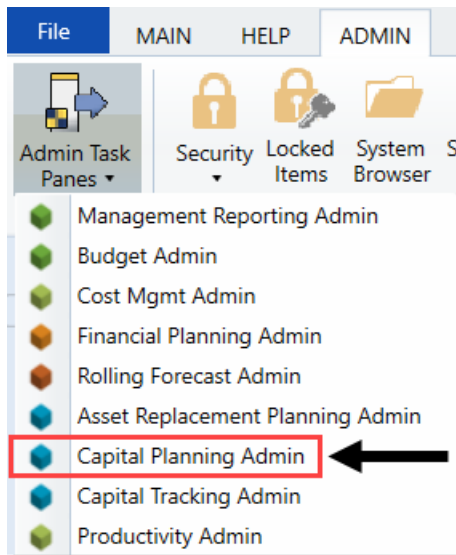 File MAIN HELP ADMIN
Admin Task Panes
Security
Locked Items
System Browser
S
Management Reporting Admin
Budget Admin
Cost Mgmt Admin
Financial Planning Admin
Rolling Forecast Admin
Asset Replacement Planning Admin
Capital Planning Admin
Capital Tracking Admin
Productivity Admin